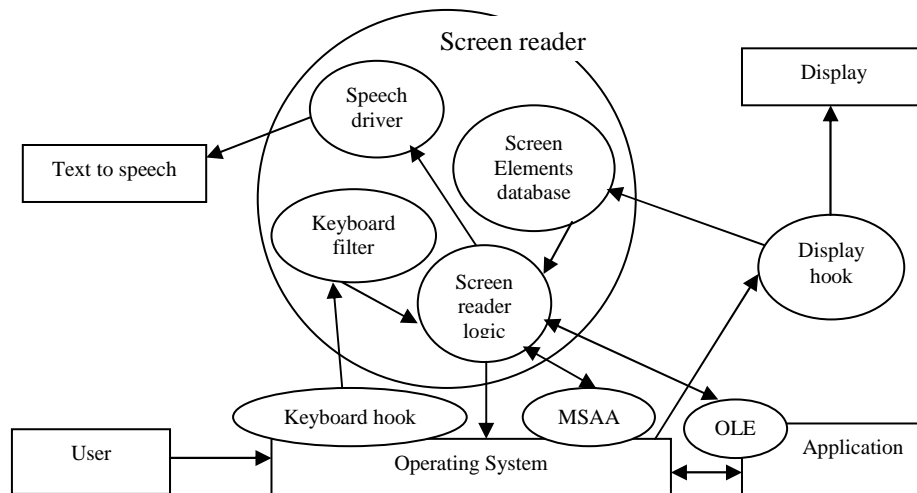 Screen reader
Display
Speech
driver
Screen
Elements
database
Text to speech
Keyboard
filter
Display
hook
Screen
reader
logic
Keyboard hook
MSAA
OLE
User
Operating System
Application